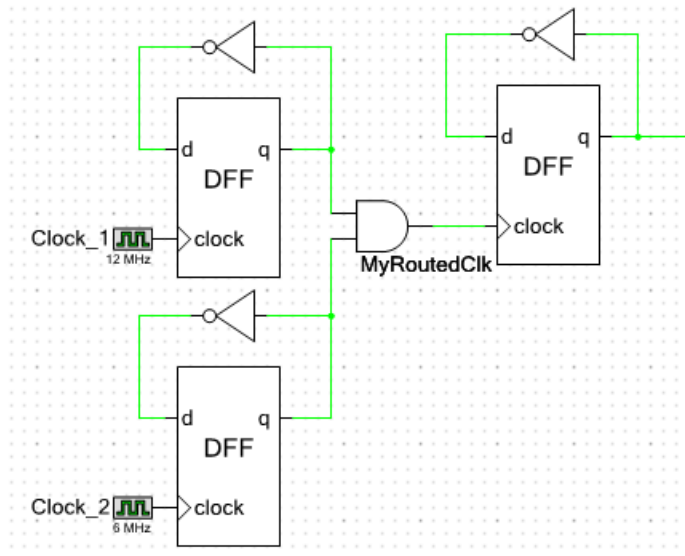 d q
DFF
Clock_1 clock
12 MHz
d q
DFF
clock
MyRoutedClk
d q
DFF
Clock_2 clock
6 MHz